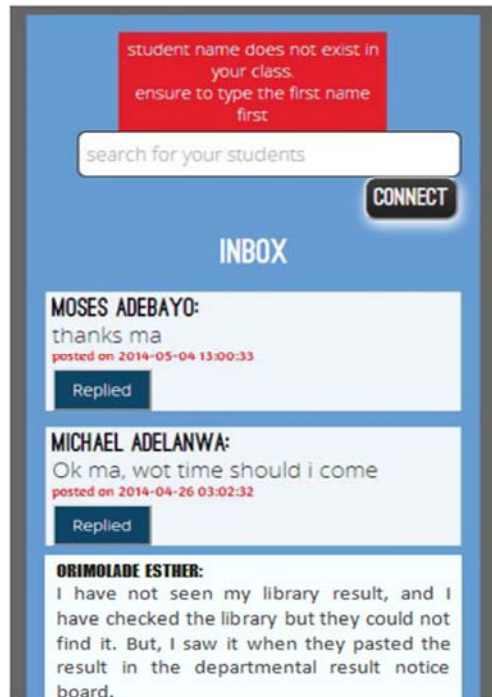 student name does not exist in
your class.
ensure to type the first name
first
search for your students
CONNECT
INBOX
MOSES ADEBAYO:
thanks ma
posted on 2014-05-04 13:00:33
Replied
MICHAEL ADELANWA:
Ok ma, wot time should i come
posted on 2014-04-26 03:02:32
Replied
ORIMOLADE ESTHER:
I have not seen my library result, and I
have checked the library but they could not
find it. But, I saw it when they pasted the
result in the departmental result notice
board.